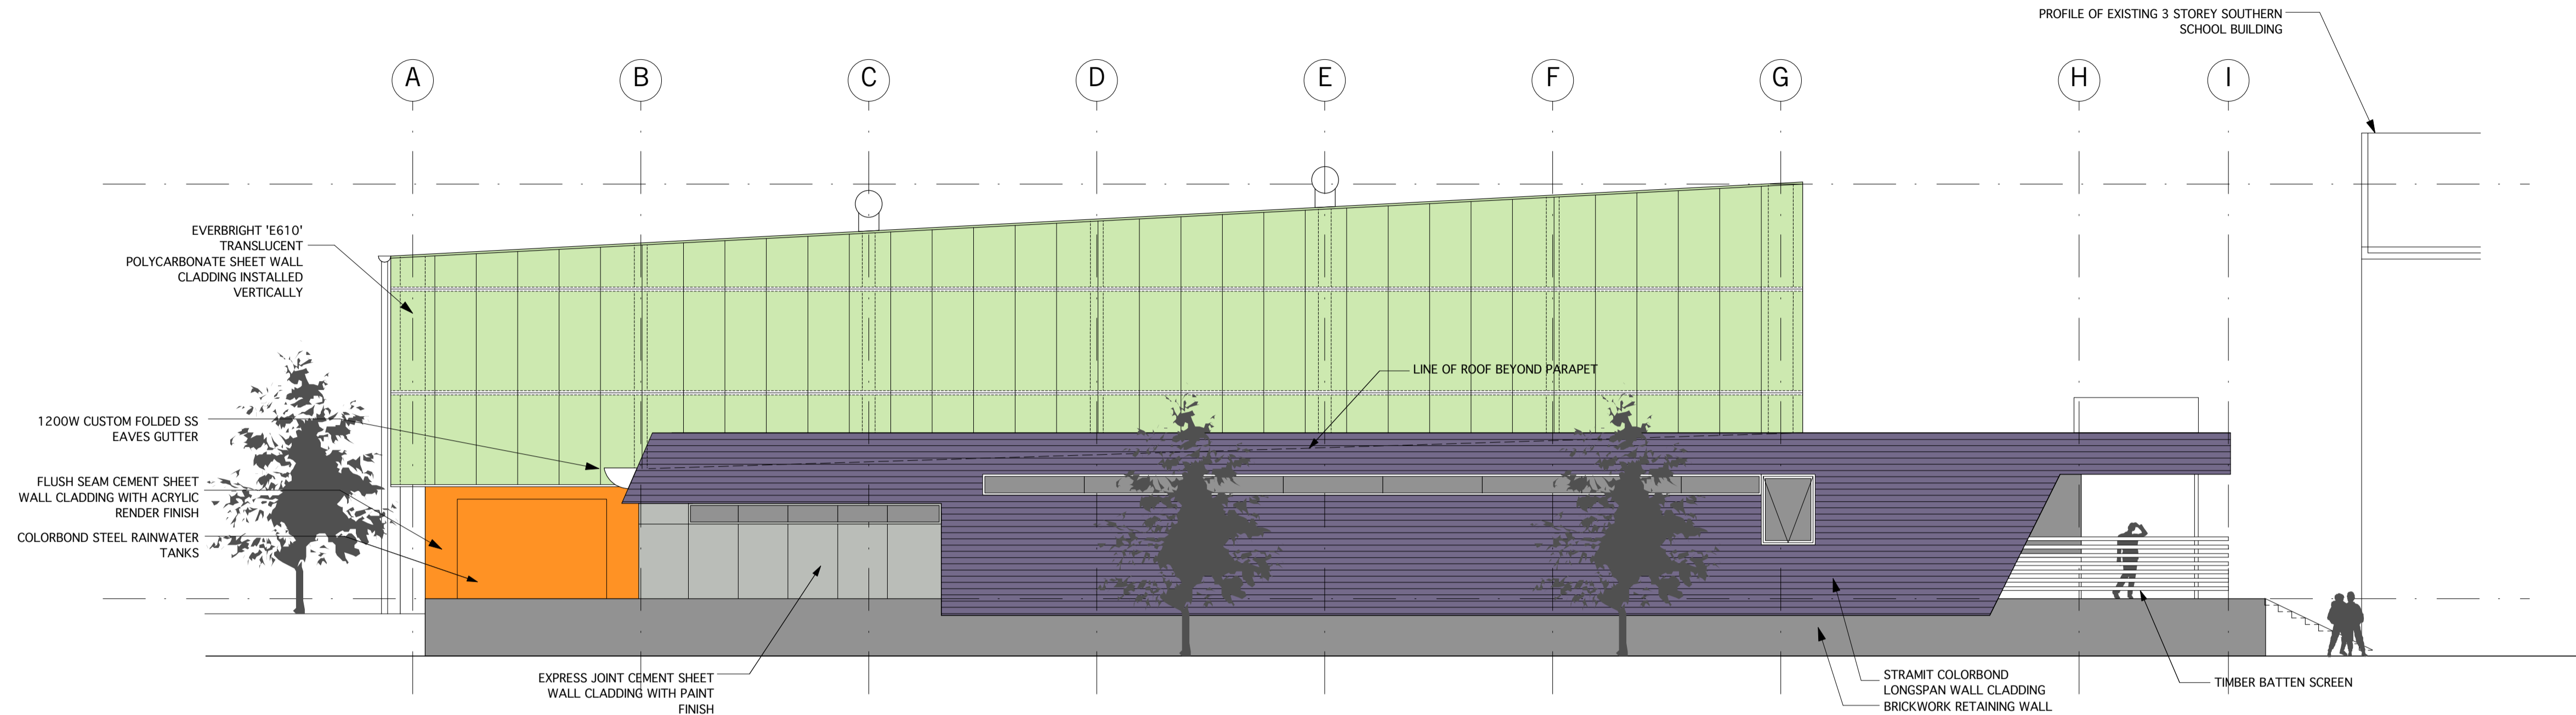 PROFILE OF EXISTING 3 STOREY SOUTHERN
SCHOOL BUILDING
A
B
C
D
E
F
G
H
I
EVERBRIGHT 'E610'
TRANSLUCENT
POLYCARBONATE SHEET WALL
CLADDING INSTALLED
VERTICALLY
LINE OF ROOF BEYOND PARAPET
1200W CUSTOM FOLDED SS
EAVES GUTTER
FLUSH SEAM CEMENT SHEET
WALL CLADDING WITH ACRYLIC
RENDER FINISH
COLORBOND STEEL RAINWATER
TANKS
EXPRESS JOINT CEMENT SHEET
WALL CLADDING WITH PAINT
FINISH
STRAMIT COLORBOND
LONGSPAN WALL CLADDING
BRICKWORK RETAINING WALL
TIMBER BATTEN SCREEN